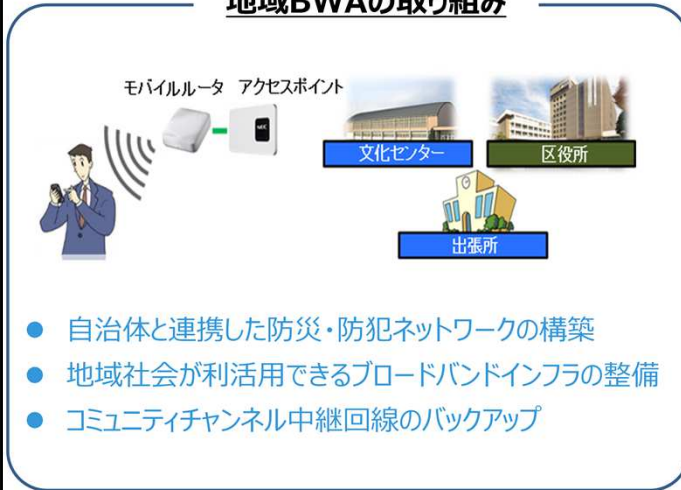 地域BWAの取り組み
モバイルルータ アクセスポイント
NEC
文化センター
区役所
出張所
● 自治体と連携した防災・防犯ネットワークの構築
● 地域社会が利活用できるブロードバンドインフラの整備
● コミュニティチャンネル中継回線のバックアップ